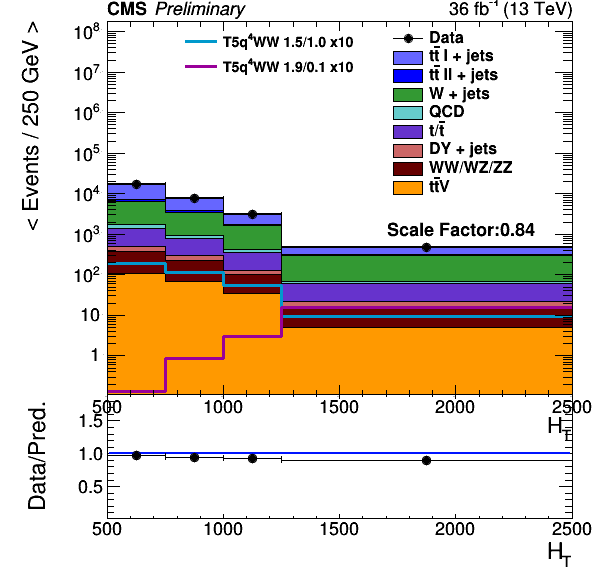 CMS Preliminary 36 fb⁻¹ (13 TeV)
< Events / 250 GeV >
10⁸
10⁷
10⁶
10⁵
10⁴
10³
10²
10
1
T5q⁴WW 1.5/1.0 x10
T5q⁴WW 1.9/0.1 x10
Data
tt̄ l + jets
tt̄ ll + jets
W + jets
QCD
t/t̄
DY + jets
WW/WZ/ZZ
tt̄V
Scale Factor:0.84
500 1000 1500 2000 2500
H_T
Data/Pred.
1.5
1.0
0.5
500 1000 1500 2000 2500
H_T